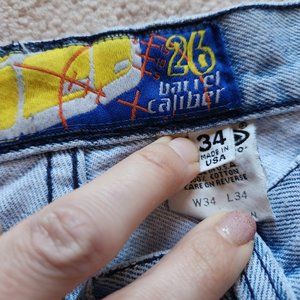 26
barrel
caliber
34
MADE IN
USA
COTTON
CARE ON REVERSE
W34 L34